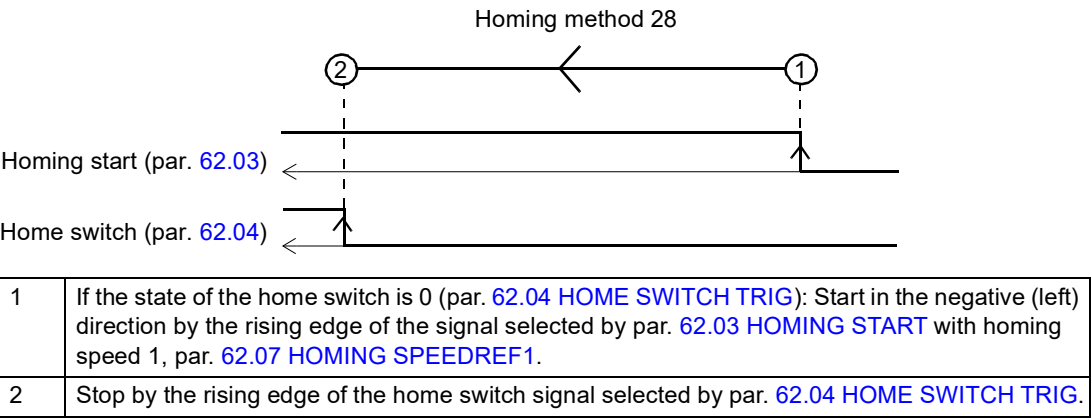 Homing method 28
2
1
Homing start (par. 62.03)
Home switch (par. 62.04)
1 If the state of the home switch is 0 (par. 62.04 HOME SWITCH TRIG): Start in the negative (left)
direction by the rising edge of the signal selected by par. 62.03 HOMING START with homing
speed 1, par. 62.07 HOMING SPEEDREF1.
2 Stop by the rising edge of the home switch signal selected by par. 62.04 HOME SWITCH TRIG.